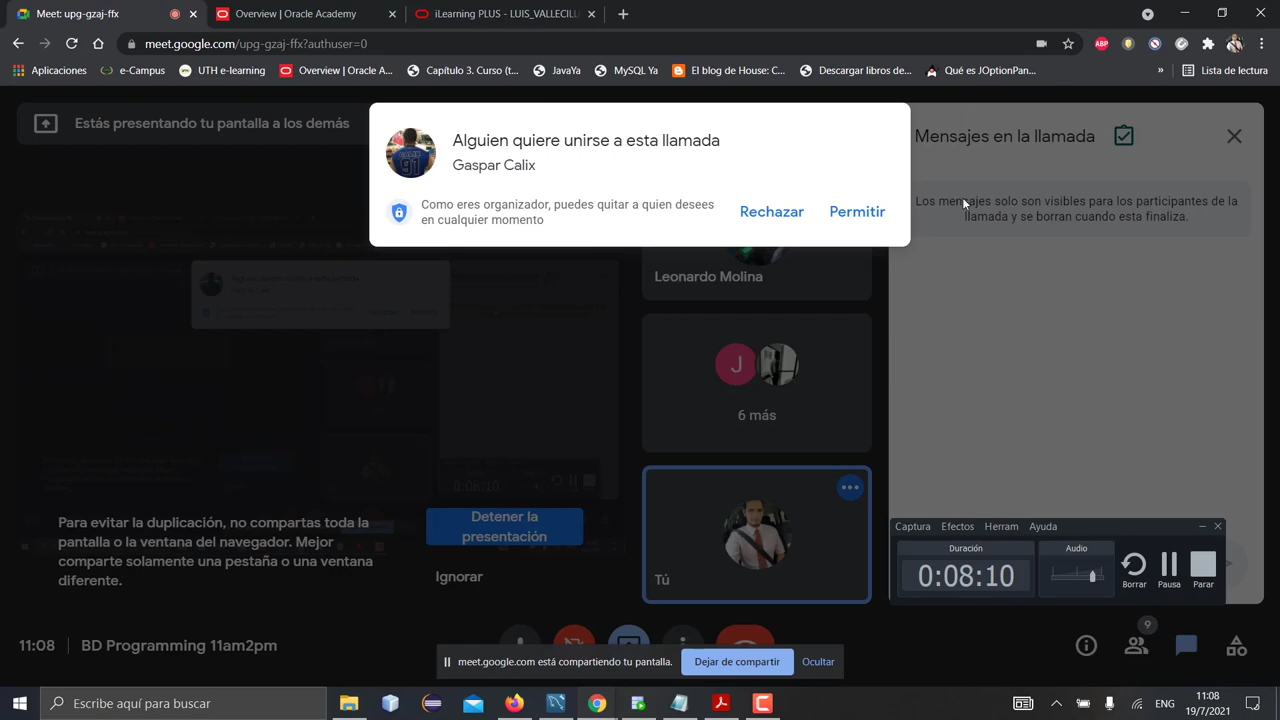 Meet: upg-gzaj-ffx
Overview | Oracle Academy
iLearning PLUS - LUIS_VALLECILL
meet.google.com/upg-gzaj-ffx?authuser=0
ABP
Aplicaciones
e-Campus
UTH e-learning
Overview | Oracle A...
Capítulo 3. Curso (t...
JavaYa
MySQL Ya
El blog de House: C...
Descargar libros de...
Qué es JOptionPan...
»
Lista de lectura
Estás presentando tu pantalla a los demás
Alguien quiere unirse a esta llamada
Gaspar Calix
Como eres organizador, puedes quitar a quien desees
en cualquier momento
Rechazar
Permitir
Mensajes en la llamada
Los mensajes solo son visibles para los participantes de la
llamada y se borran cuando esta finaliza.
Leonardo Molina
J
6 más
Tú
Para evitar la duplicación, no compartas toda la
pantalla o la ventana del navegador. Mejor
comparte solamente una pestaña o una ventana
diferente.
Detener la
presentación
Ignorar
Captura
Efectos
Herram
Ayuda
Duración
0:08:10
Audio
Borrar
Pausa
Parar
11:08 | BD Programming 11am2pm
9
meet.google.com está compartiendo tu pantalla.
Dejar de compartir
Ocultar
Escribe aquí para buscar
ENG
11:08
19/7/2021